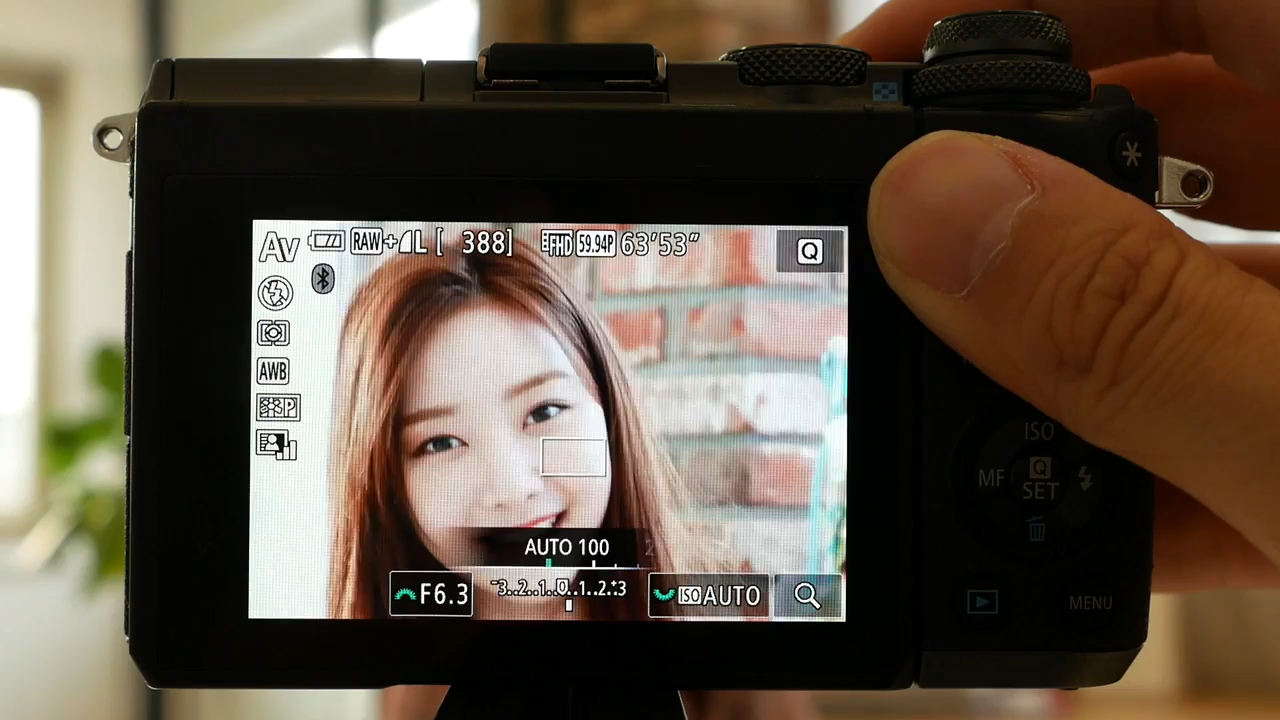 Av RAW+L [ 388] FHD 59.94P 63'53" Q
AWB
P
AUTO 100 2
F6.3 -3..2..1..0..1..2.:3 ISO AUTO
*
ISO
MF Q SET
MENU